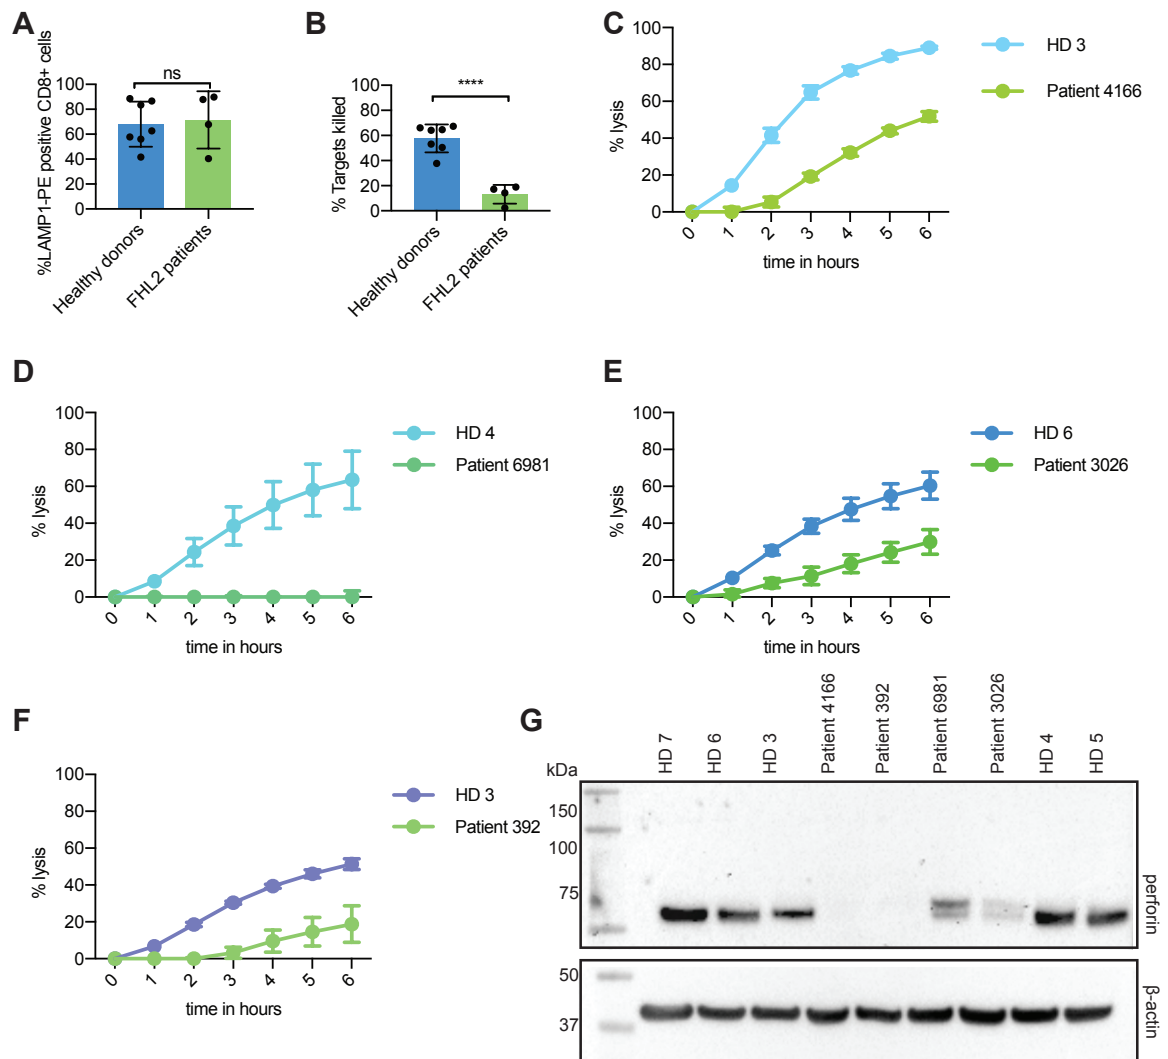 A
%LAMP1-PE positive CD8+ cells
100
80
60
40
20
0
ns
Healthy donors
FHL2 patients
B
% Targets killed
100
80
60
40
20
0
****
Healthy donors
FHL2 patients
C
% lysis
100
80
60
40
20
0
0 1 2 3 4 5 6
time in hours
HD 3
Patient 4166
D
% lysis
100
80
60
40
20
0
0 1 2 3 4 5 6
time in hours
HD 4
Patient 6981
E
% lysis
100
80
60
40
20
0
0 1 2 3 4 5 6
time in hours
HD 6
Patient 3026
F
% lysis
100
80
60
40
20
0
0 1 2 3 4 5 6
time in hours
HD 3
Patient 392
G
HD 7
HD 6
HD 3
Patient 4166
Patient 392
Patient 6981
Patient 3026
HD 4
HD 5
kDa
150
100
75
perforin
50
37
β-actin